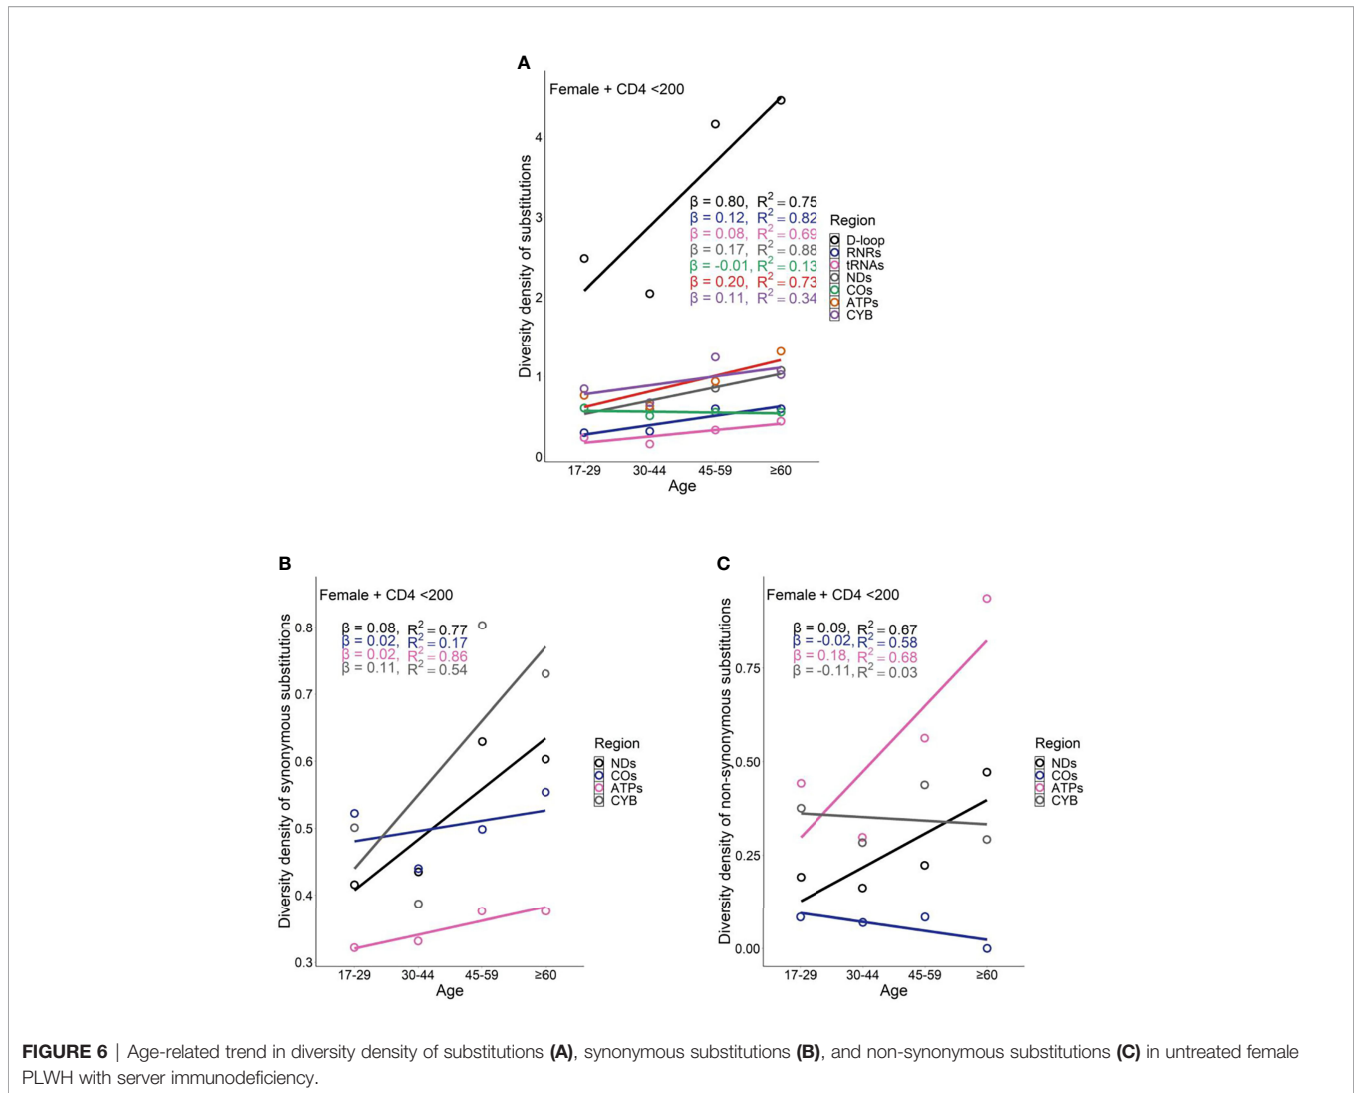 A
Female + CD4 <200
Diversity density of substitutions
4
3
2
1
0
β = 0.80, R² = 0.75
β = 0.12, R² = 0.82
β = 0.08, R² = 0.69
β = 0.17, R² = 0.88
β = -0.01, R² = 0.13
β = 0.20, R² = 0.73
β = 0.11, R² = 0.34
Region
D-loop
RNRs
tRNAs
NDs
COs
ATPs
CYB
17-29 30-44 45-59 ≥60
Age
B
Female + CD4 <200
Diversity density of synonymous substitutions
0.8
0.7
0.6
0.5
0.4
0.3
β = 0.08, R² = 0.77
β = 0.02, R² = 0.17
β = 0.02, R² = 0.86
β = 0.11, R² = 0.54
Region
NDs
COs
ATPs
CYB
17-29 30-44 45-59 ≥60
Age
C
Female + CD4 <200
Diversity density of non-synonymous substitutions
0.75
0.50
0.25
0.00
β = 0.09, R² = 0.67
β = -0.02, R² = 0.58
β = 0.18, R² = 0.68
β = -0.11, R² = 0.03
Region
NDs
COs
ATPs
CYB
17-29 30-44 45-59 ≥60
Age
FIGURE 6 | Age-related trend in diversity density of substitutions (A), synonymous substitutions (B), and non-synonymous substitutions (C) in untreated female
PLWH with server immunodeficiency.